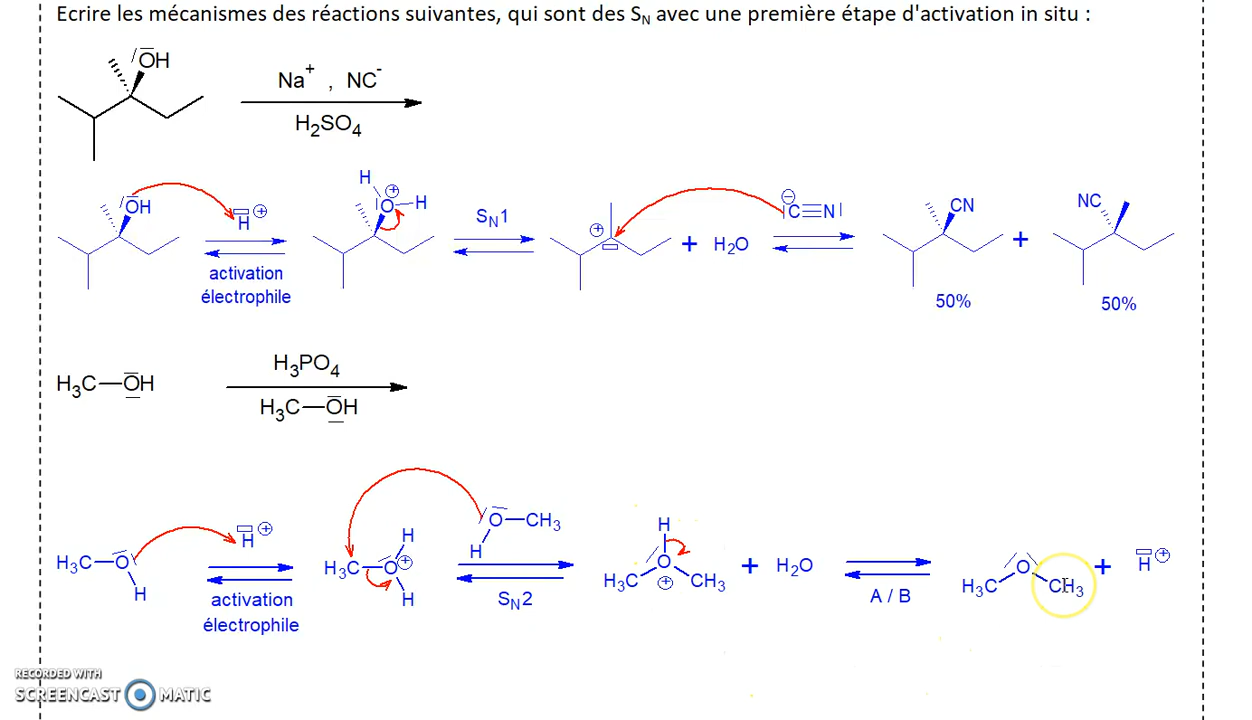 Ecrire les mécanismes des réactions suivantes, qui sont des SN avec une première étape d'activation in situ :
OH
Na+ , NC-
H2SO4
H
OH
H
⊕
O
⊕
H
SN1
activation
électrophile
⊕
+ H2O
⊖
C≡N
CN
+
NC
50%
50%
H3PO4
H3C—OH
H3C—OH
H
⊕
O—CH3
H
H
H3C—O
H
H3C—O
⊕
H
H
activation
électrophile
SN2
H
O
H3C
⊕
CH3
+ H2O
A / B
O
H3C
CH3
+
H
⊕
RECORDED WITH
SCREENCAST MATIC